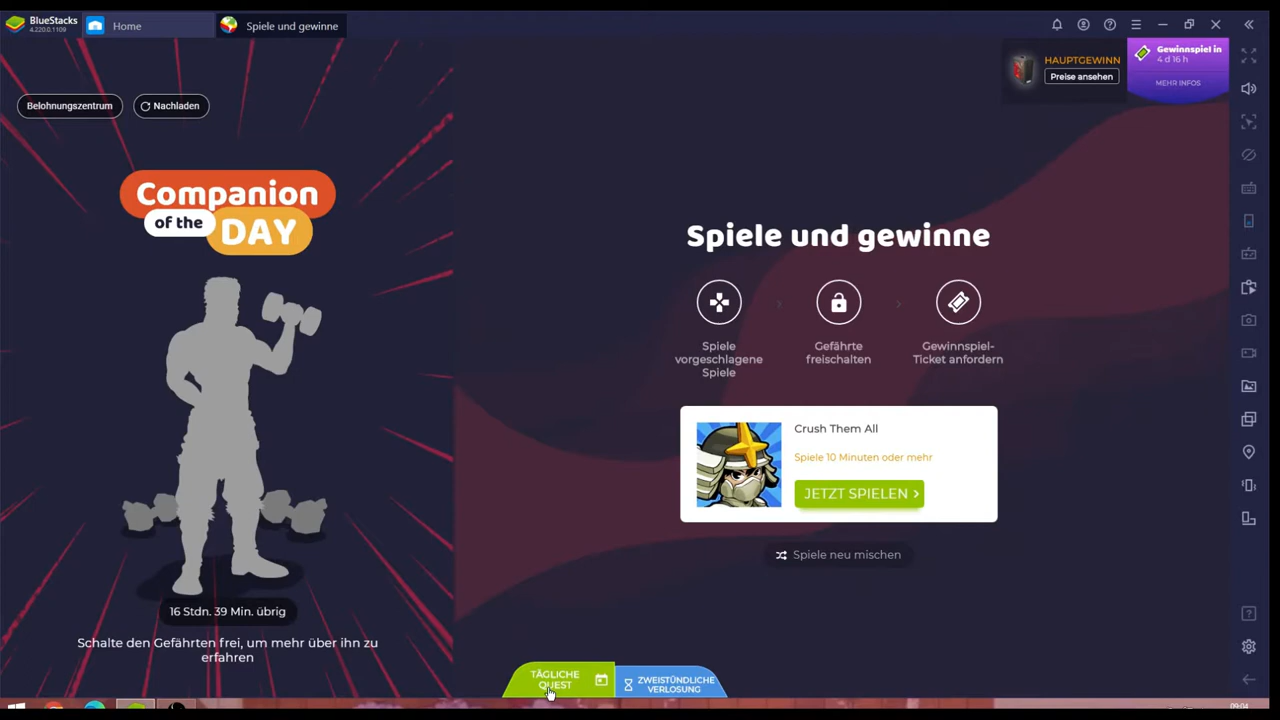 BlueStacks
4.220.0.1109
Home
Spiele und gewinne
HAUPTGEWINN
Preise ansehen
Gewinnspiel in
4 d 16 h
MEHR INFOS
Belohnungszentrum
Nachladen
Companion
of the
DAY
16 Stdn. 39 Min. übrig
Schalte den Gefährten frei, um mehr über ihn zu
erfahren
Spiele und gewinne
Spiele
vorgeschlagene
Spiele
Gefährte
freischalten
Gewinnspiel-
Ticket anfordern
Crush Them All
Spiele 10 Minuten oder mehr
JETZT SPIELEN
Spiele neu mischen
TÄGLICHE
QUEST
ZWEISTÜNDLICHE
VERLOSUNG
09:04